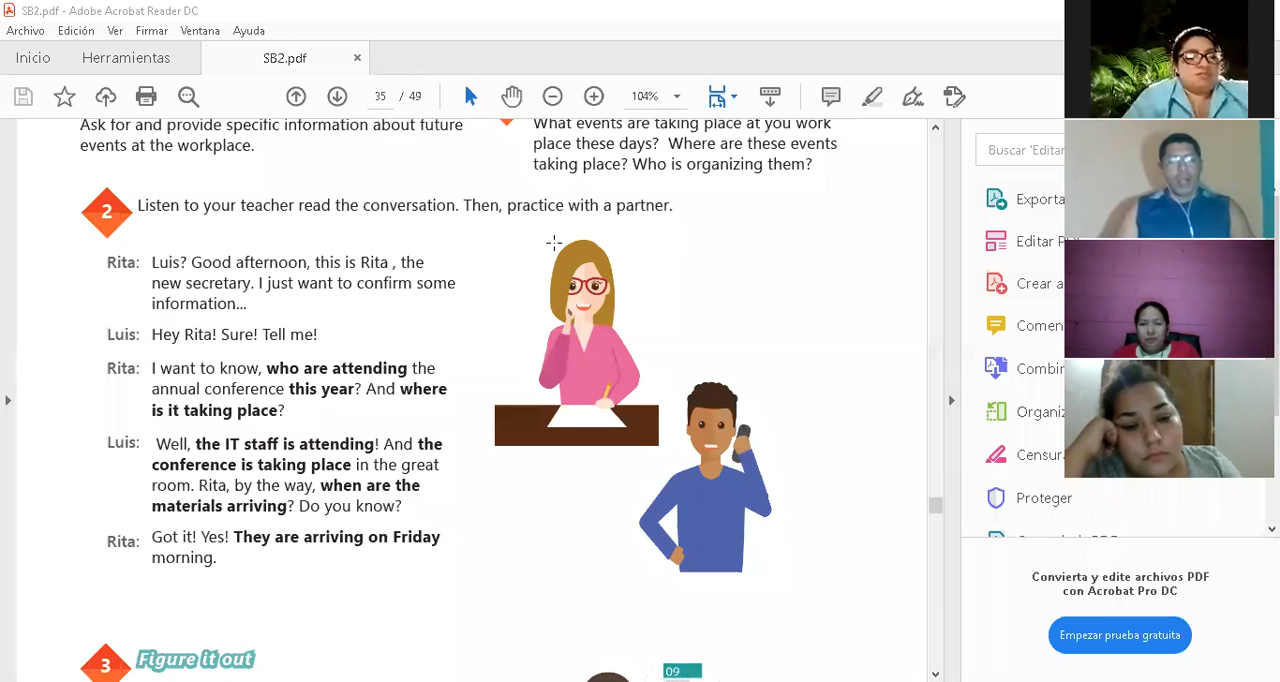 SB2.pdf - Adobe Acrobat Reader DC
Archivo Edición Ver Firmar Ventana Ayuda
Inicio Herramientas SB2.pdf ×
35 / 49 104%
Ask for and provide specific information about future
events at the workplace.
What events are taking place at you work
place these days? Where are these events
taking place? Who is organizing them?
2 Listen to your teacher read the conversation. Then, practice with a partner.
Rita: Luis? Good afternoon, this is Rita , the
new secretary. I just want to confirm some
information...
Luis: Hey Rita! Sure! Tell me!
Rita: I want to know, who are attending the
annual conference this year? And where
is it taking place?
Luis: Well, the IT staff is attending! And the
conference is taking place in the great
room. Rita, by the way, when are the
materials arriving? Do you know?
Rita: Got it! Yes! They are arriving on Friday
morning.
3 Figure it out
09
Buscar 'Editar
Exporta
Editar PD
Crear a
Comen
Combin
Organiz
Censura
Proteger
Convierta y edite archivos PDF
con Acrobat Pro DC
Empezar prueba gratuita